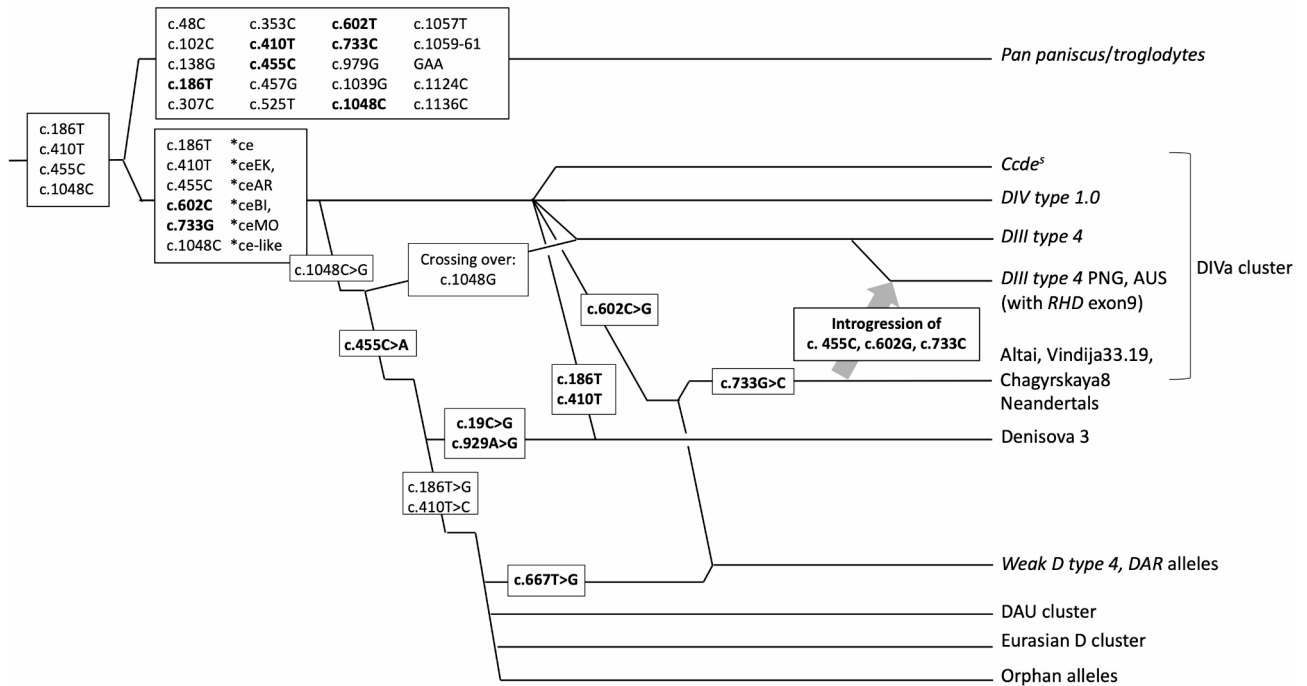 c.48C c.353C c.602T c.1057T
c.102C c.410T c.733C c.1059-61
c.138G c.455C c.979G GAA
c.186T c.457G c.1039G c.1124C
c.307C c.525T c.1048C c.1136C
Pan paniscus/troglodytes
c.186T
c.410T
c.455C
c.1048C
c.186T *ce
c.410T *ceEK,
c.455C *ceAR
c.602C *ceBI,
c.733G *ceMO
c.1048C *ce-like
Ccdeˢ
DIV type 1.0
DIII type 4
DIII type 4 PNG, AUS
(with RHD exon9)
DIVa cluster
c.1048C>G
Crossing over:
c.1048G
c.602C>G
Introgression of
c. 455C, c.602G, c.733C
c.455C>A
c.186T
c.410T
c.733G>C
Altai, Vindija33.19,
Chagyrskaya8
Neandertals
c.19C>G
c.929A>G
Denisova 3
c.186T>G
c.410T>C
c.667T>G
Weak D type 4, DAR alleles
DAU cluster
Eurasian D cluster
Orphan alleles